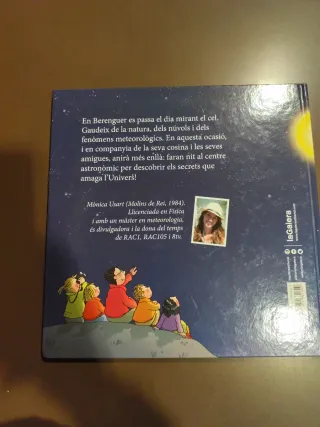 En Berenguer es passa el dia mirant el cel.
Gaudeix de la natura, dels núvols i dels
fenòmens meteorològics. En aquesta ocasió,
i en companyia de la seva cosina i les seves
amigues, anirà més enllà: faran nit al centre
astronòmic per descobrir els secrets que
amaga l'Univers!
Mònica Usart (Molins de Rei, 1984).
Llicenciada en Física
i amb un màster en meteorologia,
és divulgadora i la dona del temps
de RAC1, RAC105 i 8tv.
laGalera